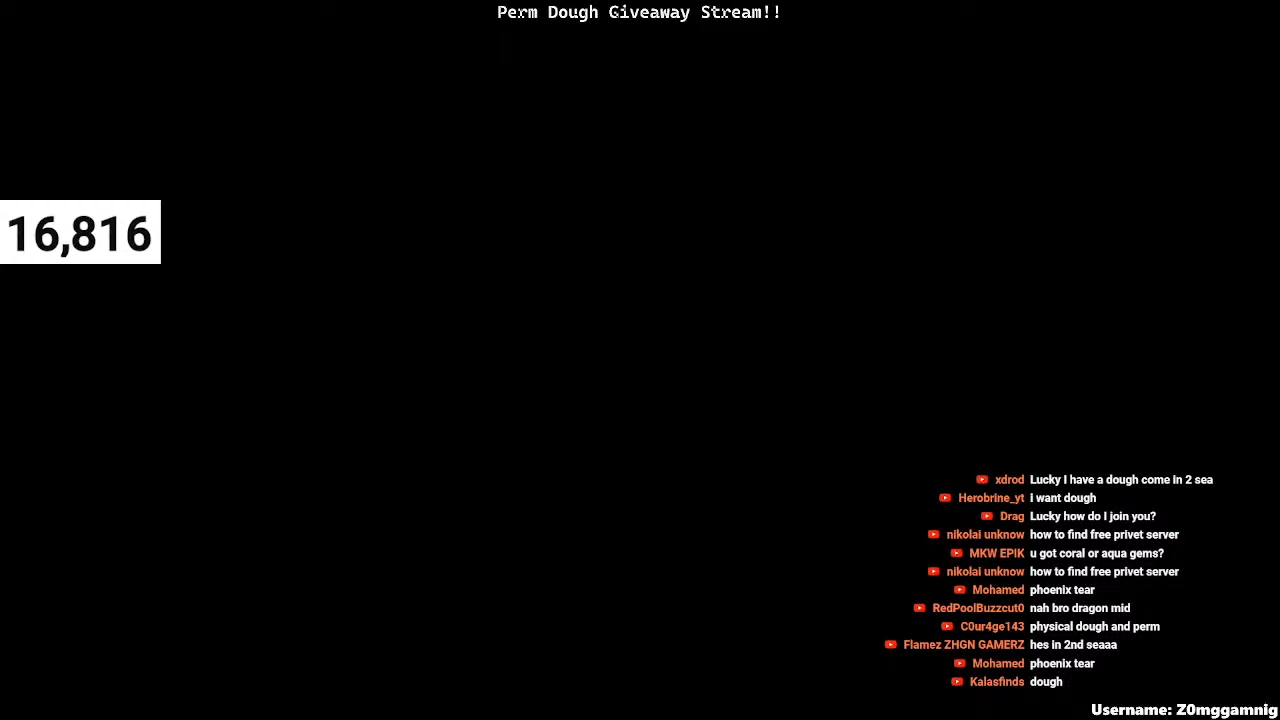 Perm Dough Giveaway Stream!!
16,816
xdrod Lucky I have a dough come in 2 sea
Herobrine_yt i want dough
Drag Lucky how do I join you?
nikolai unknow how to find free privet server
MKW EPIK u got coral or aqua gems?
nikolai unknow how to find free privet server
Mohamed phoenix tear
RedPoolBuzzcut0 nah bro dragon mid
C0ur4ge143 physical dough and perm
Flamez ZHGN GAMERZ hes in 2nd seaaa
Mohamed phoenix tear
Kalasfinds dough
Username: Z0mggamnig